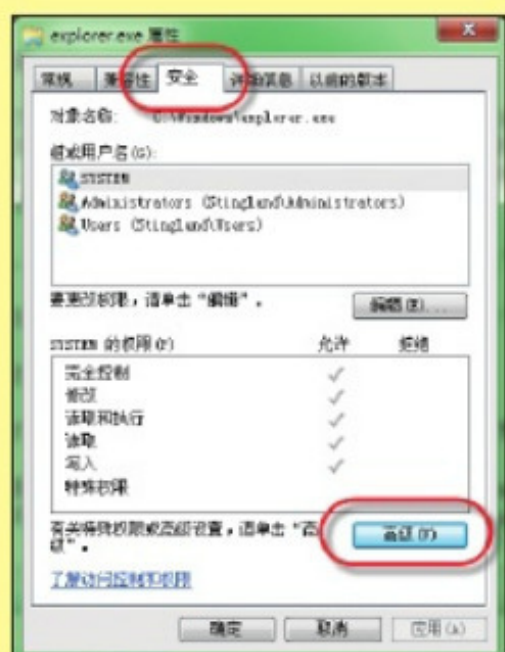 explorer.exe 属性
常规 兼容性 安全 详细信息 以前的版本
对象名称: C:\Windows\explorer.exe
组或用户名(G):
SYSTEM
Administrators (Stingland\Administrators)
Users (Stingland\Users)
要更改权限，请单击“编辑”。
编辑(E)...
SYSTEM 的权限(P) 允许 拒绝
完全控制
修改
读取和执行
读取
写入
特殊权限
有关特殊权限或高级设置，请单击“高级”。
高级(V)
了解访问控制和权限
确定 取消 应用(A)